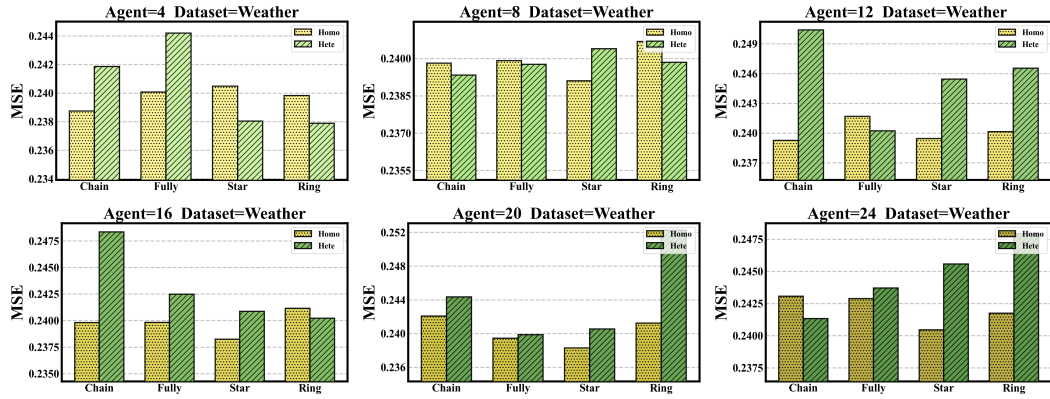 Agent=4 Dataset=Weather
MSE
0.244
0.242
0.240
0.238
0.236
0.234
Homo
Hete
Chain Fully Star Ring
Agent=8 Dataset=Weather
MSE
0.2400
0.2385
0.2370
0.2355
Homo
Hete
Chain Fully Star Ring
Agent=12 Dataset=Weather
MSE
0.249
0.246
0.243
0.240
0.237
Homo
Hete
Chain Fully Star Ring
Agent=16 Dataset=Weather
MSE
0.2475
0.2450
0.2425
0.2400
0.2375
0.2350
Homo
Hete
Chain Fully Star Ring
Agent=20 Dataset=Weather
MSE
0.252
0.248
0.244
0.240
0.236
Homo
Hete
Chain Fully Star Ring
Agent=24 Dataset=Weather
MSE
0.2475
0.2450
0.2425
0.2400
0.2375
Homo
Hete
Chain Fully Star Ring